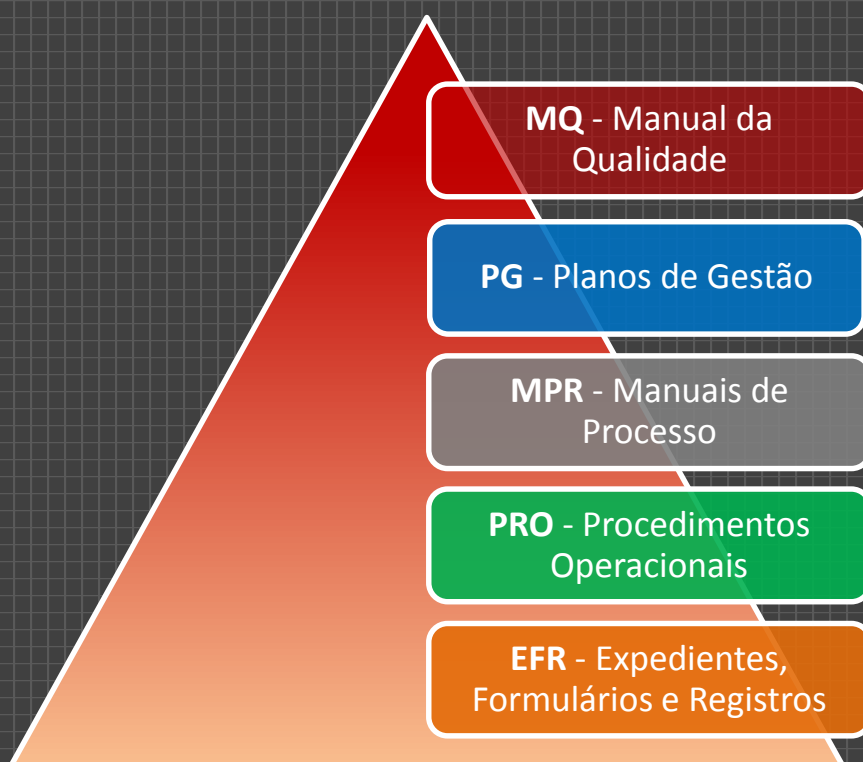 MQ - Manual da
Qualidade
PG - Planos de Gestão
MPR - Manuais de
Processo
PRO - Procedimentos
Operacionais
EFR - Expedientes,
Formulários e Registros